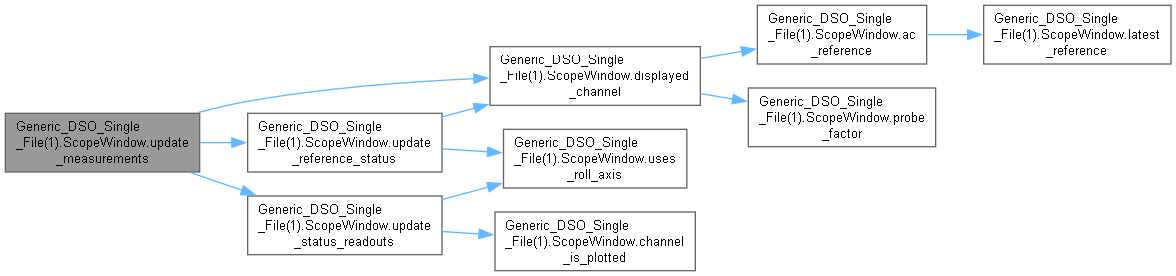 Generic_DSO_Single
_File(1).ScopeWindow.update
_measurements
Generic_DSO_Single
_File(1).ScopeWindow.displayed
_channel
Generic_DSO_Single
_File(1).ScopeWindow.ac
_reference
Generic_DSO_Single
_File(1).ScopeWindow.latest
_reference
Generic_DSO_Single
_File(1).ScopeWindow.probe
_factor
Generic_DSO_Single
_File(1).ScopeWindow.update
_reference_status
Generic_DSO_Single
_File(1).ScopeWindow.uses
_roll_axis
Generic_DSO_Single
_File(1).ScopeWindow.update
_status_readouts
Generic_DSO_Single
_File(1).ScopeWindow.channel
_is_plotted